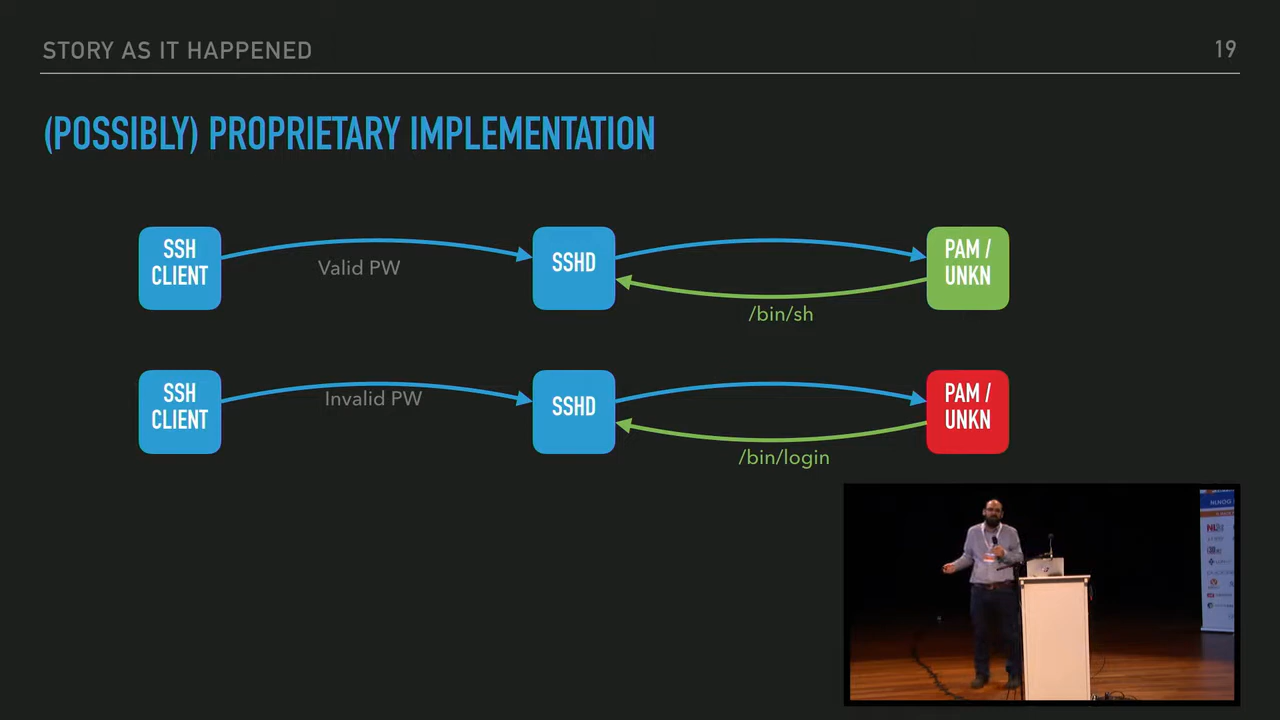 STORY AS IT HAPPENED
19
(POSSIBLY) PROPRIETARY IMPLEMENTATION
SSH
CLIENT
Valid PW
SSHD
PAM /
UNKN
/bin/sh
SSH
CLIENT
Invalid PW
SSHD
PAM /
UNKN
/bin/login
NLNOG